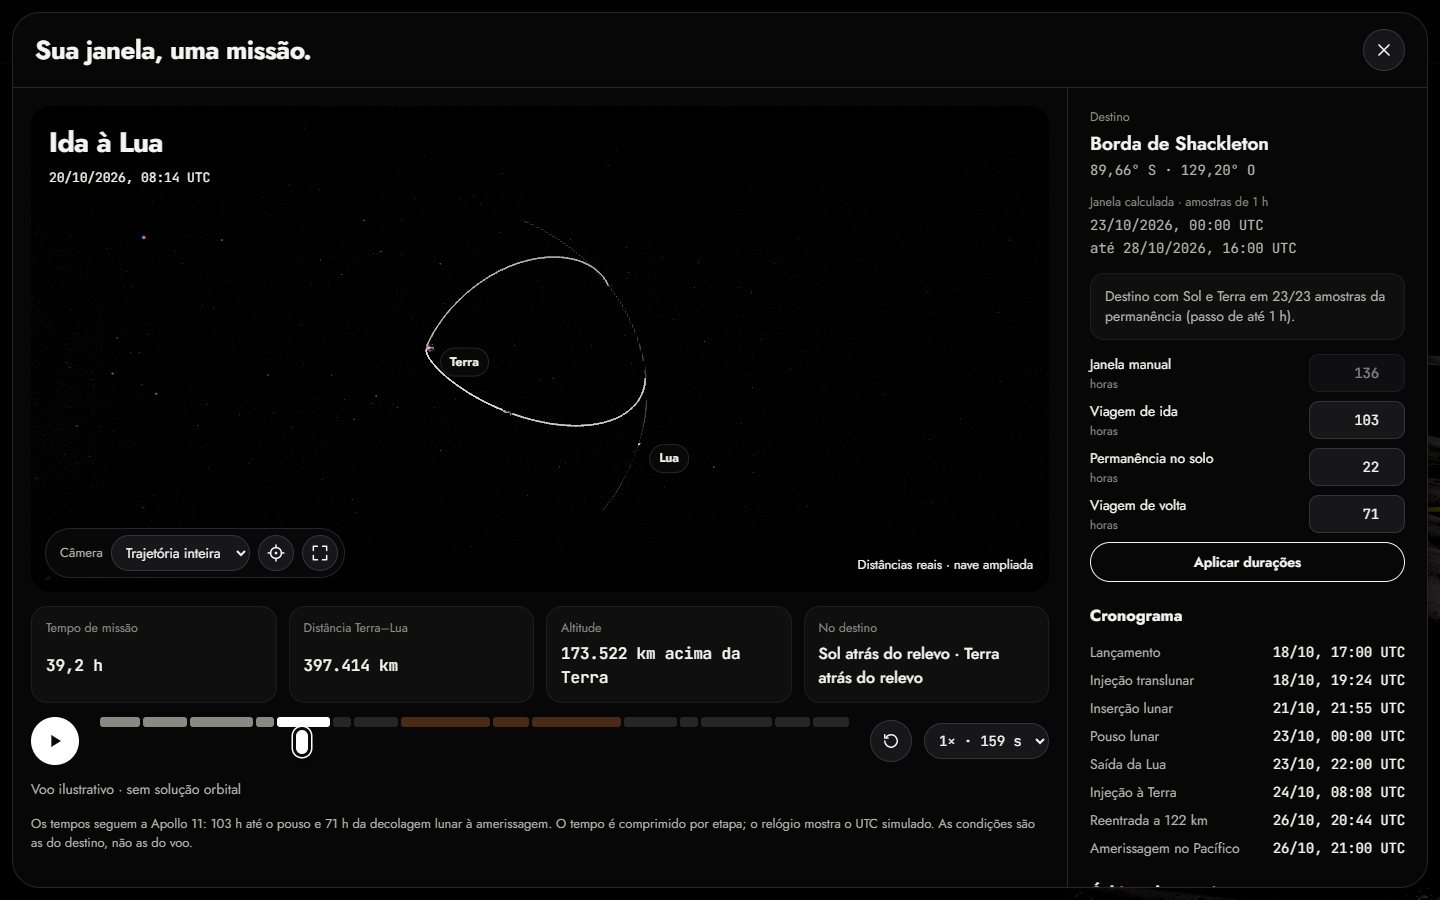 Sua janela, uma missão.
Ida à Lua
20/10/2026, 08:14 UTC
Terra
Lua
Câmera
Trajetória inteira
Distâncias reais · nave ampliada
Tempo de missão
39,2 h
Distância Terra–Lua
397.414 km
Altitude
173.522 km acima da
Terra
No destino
Sol atrás do relevo · Terra
atrás do relevo
1× · 159 s
Voo ilustrativo · sem solução orbital
Os tempos seguem a Apollo 11: 103 h até o pouso e 71 h da decolagem lunar à amerissagem. O tempo é comprimido por etapa; o relógio mostra o UTC simulado. As condições são
as do destino, não as do voo.
Destino
Borda de Shackleton
89,66° S · 129,20° O
Janela calculada · amostras de 1 h
23/10/2026, 00:00 UTC
até 28/10/2026, 16:00 UTC
Destino com Sol e Terra em 23/23 amostras da
permanência (passo de até 1 h).
Janela manual
horas
136
Viagem de ida
horas
103
Permanência no solo
horas
22
Viagem de volta
horas
71
Aplicar durações
Cronograma
Lançamento 18/10, 17:00 UTC
Injeção translunar 18/10, 19:24 UTC
Inserção lunar 21/10, 21:55 UTC
Pouso lunar 23/10, 00:00 UTC
Saída da Lua 23/10, 22:00 UTC
Injeção à Terra 24/10, 08:08 UTC
Reentrada a 122 km 26/10, 20:44 UTC
Amerissagem no Pacífico 26/10, 21:00 UTC